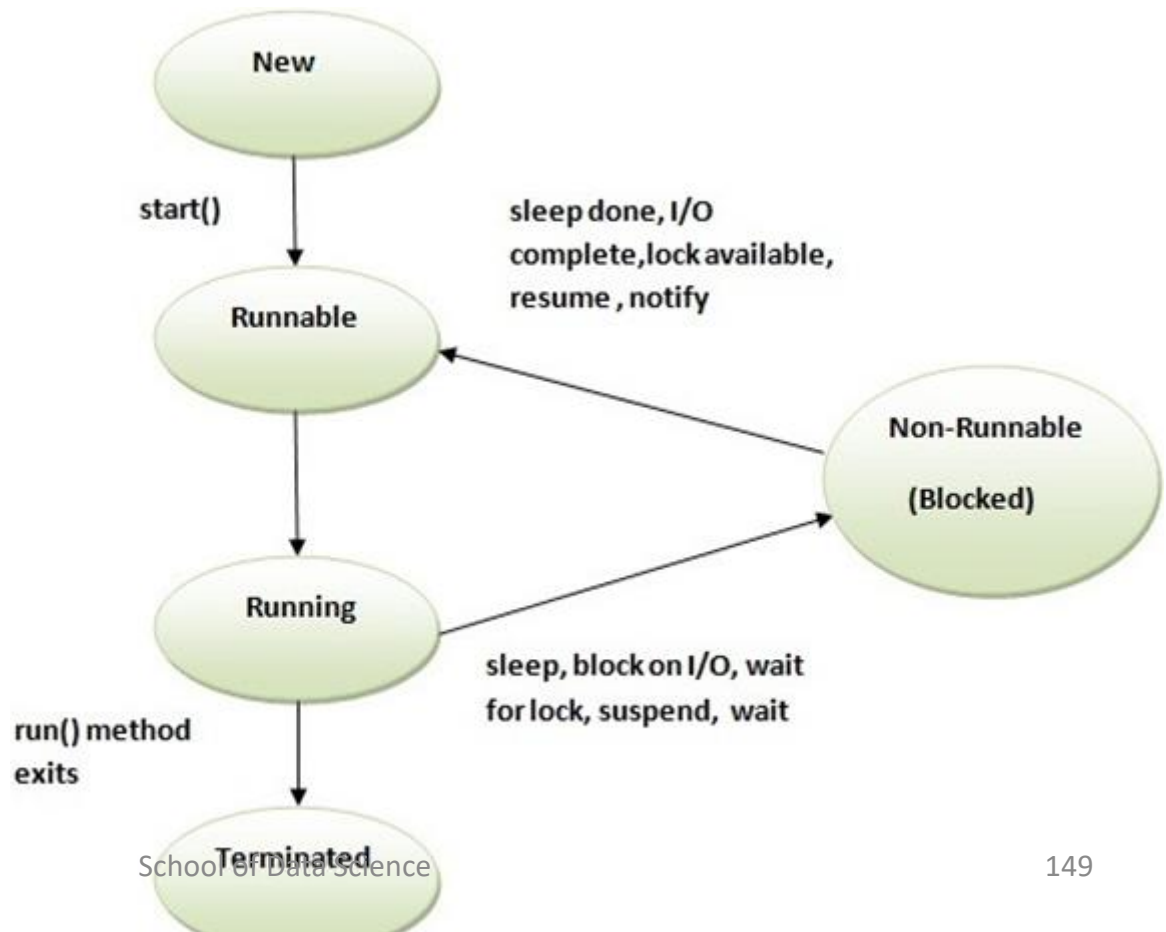 New
start()
sleep done, I/O
complete,lock available,
resume , notify
Runnable
Non-Runnable
(Blocked)
Running
sleep, block on I/O, wait
for lock, suspend, wait
run() method
exits
Terminated
School of Data Science
149